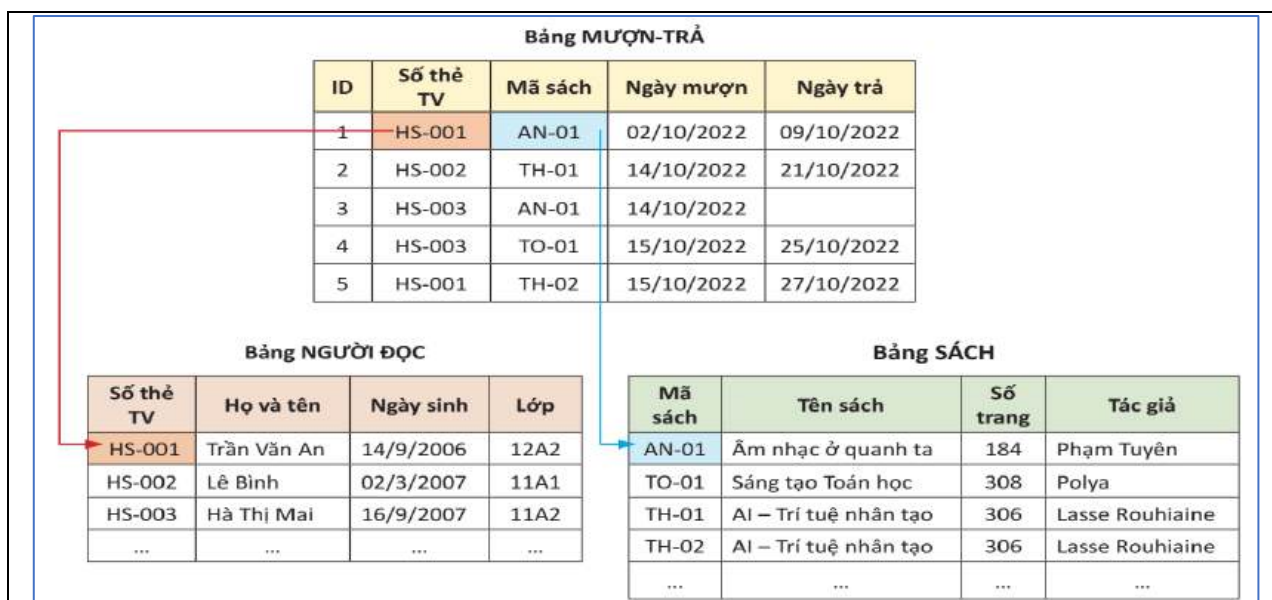 Bảng MƯỢN-TRẢ
ID Số thẻ TV Mã sách Ngày mượn Ngày trả
1 HS-001 AN-01 02/10/2022 09/10/2022
2 HS-002 TH-01 14/10/2022 21/10/2022
3 HS-003 AN-01 14/10/2022
4 HS-003 TO-01 15/10/2022 25/10/2022
5 HS-001 TH-02 15/10/2022 27/10/2022
Bảng NGƯỜI ĐỌC
Số thẻ TV Họ và tên Ngày sinh Lớp
HS-001 Trần Văn An 14/9/2006 12A2
HS-002 Lê Bình 02/3/2007 11A1
HS-003 Hà Thị Mai 16/9/2007 11A2
... ... ... ...
Bảng SÁCH
Mã sách Tên sách Số trang Tác giả
AN-01 Âm nhạc ở quanh ta 184 Phạm Tuyên
TO-01 Sáng tạo Toán học 308 Polya
TH-01 AI – Trí tuệ nhân tạo 306 Lasse Rouhiaine
TH-02 AI – Trí tuệ nhân tạo 306 Lasse Rouhiaine
... ... ... ...